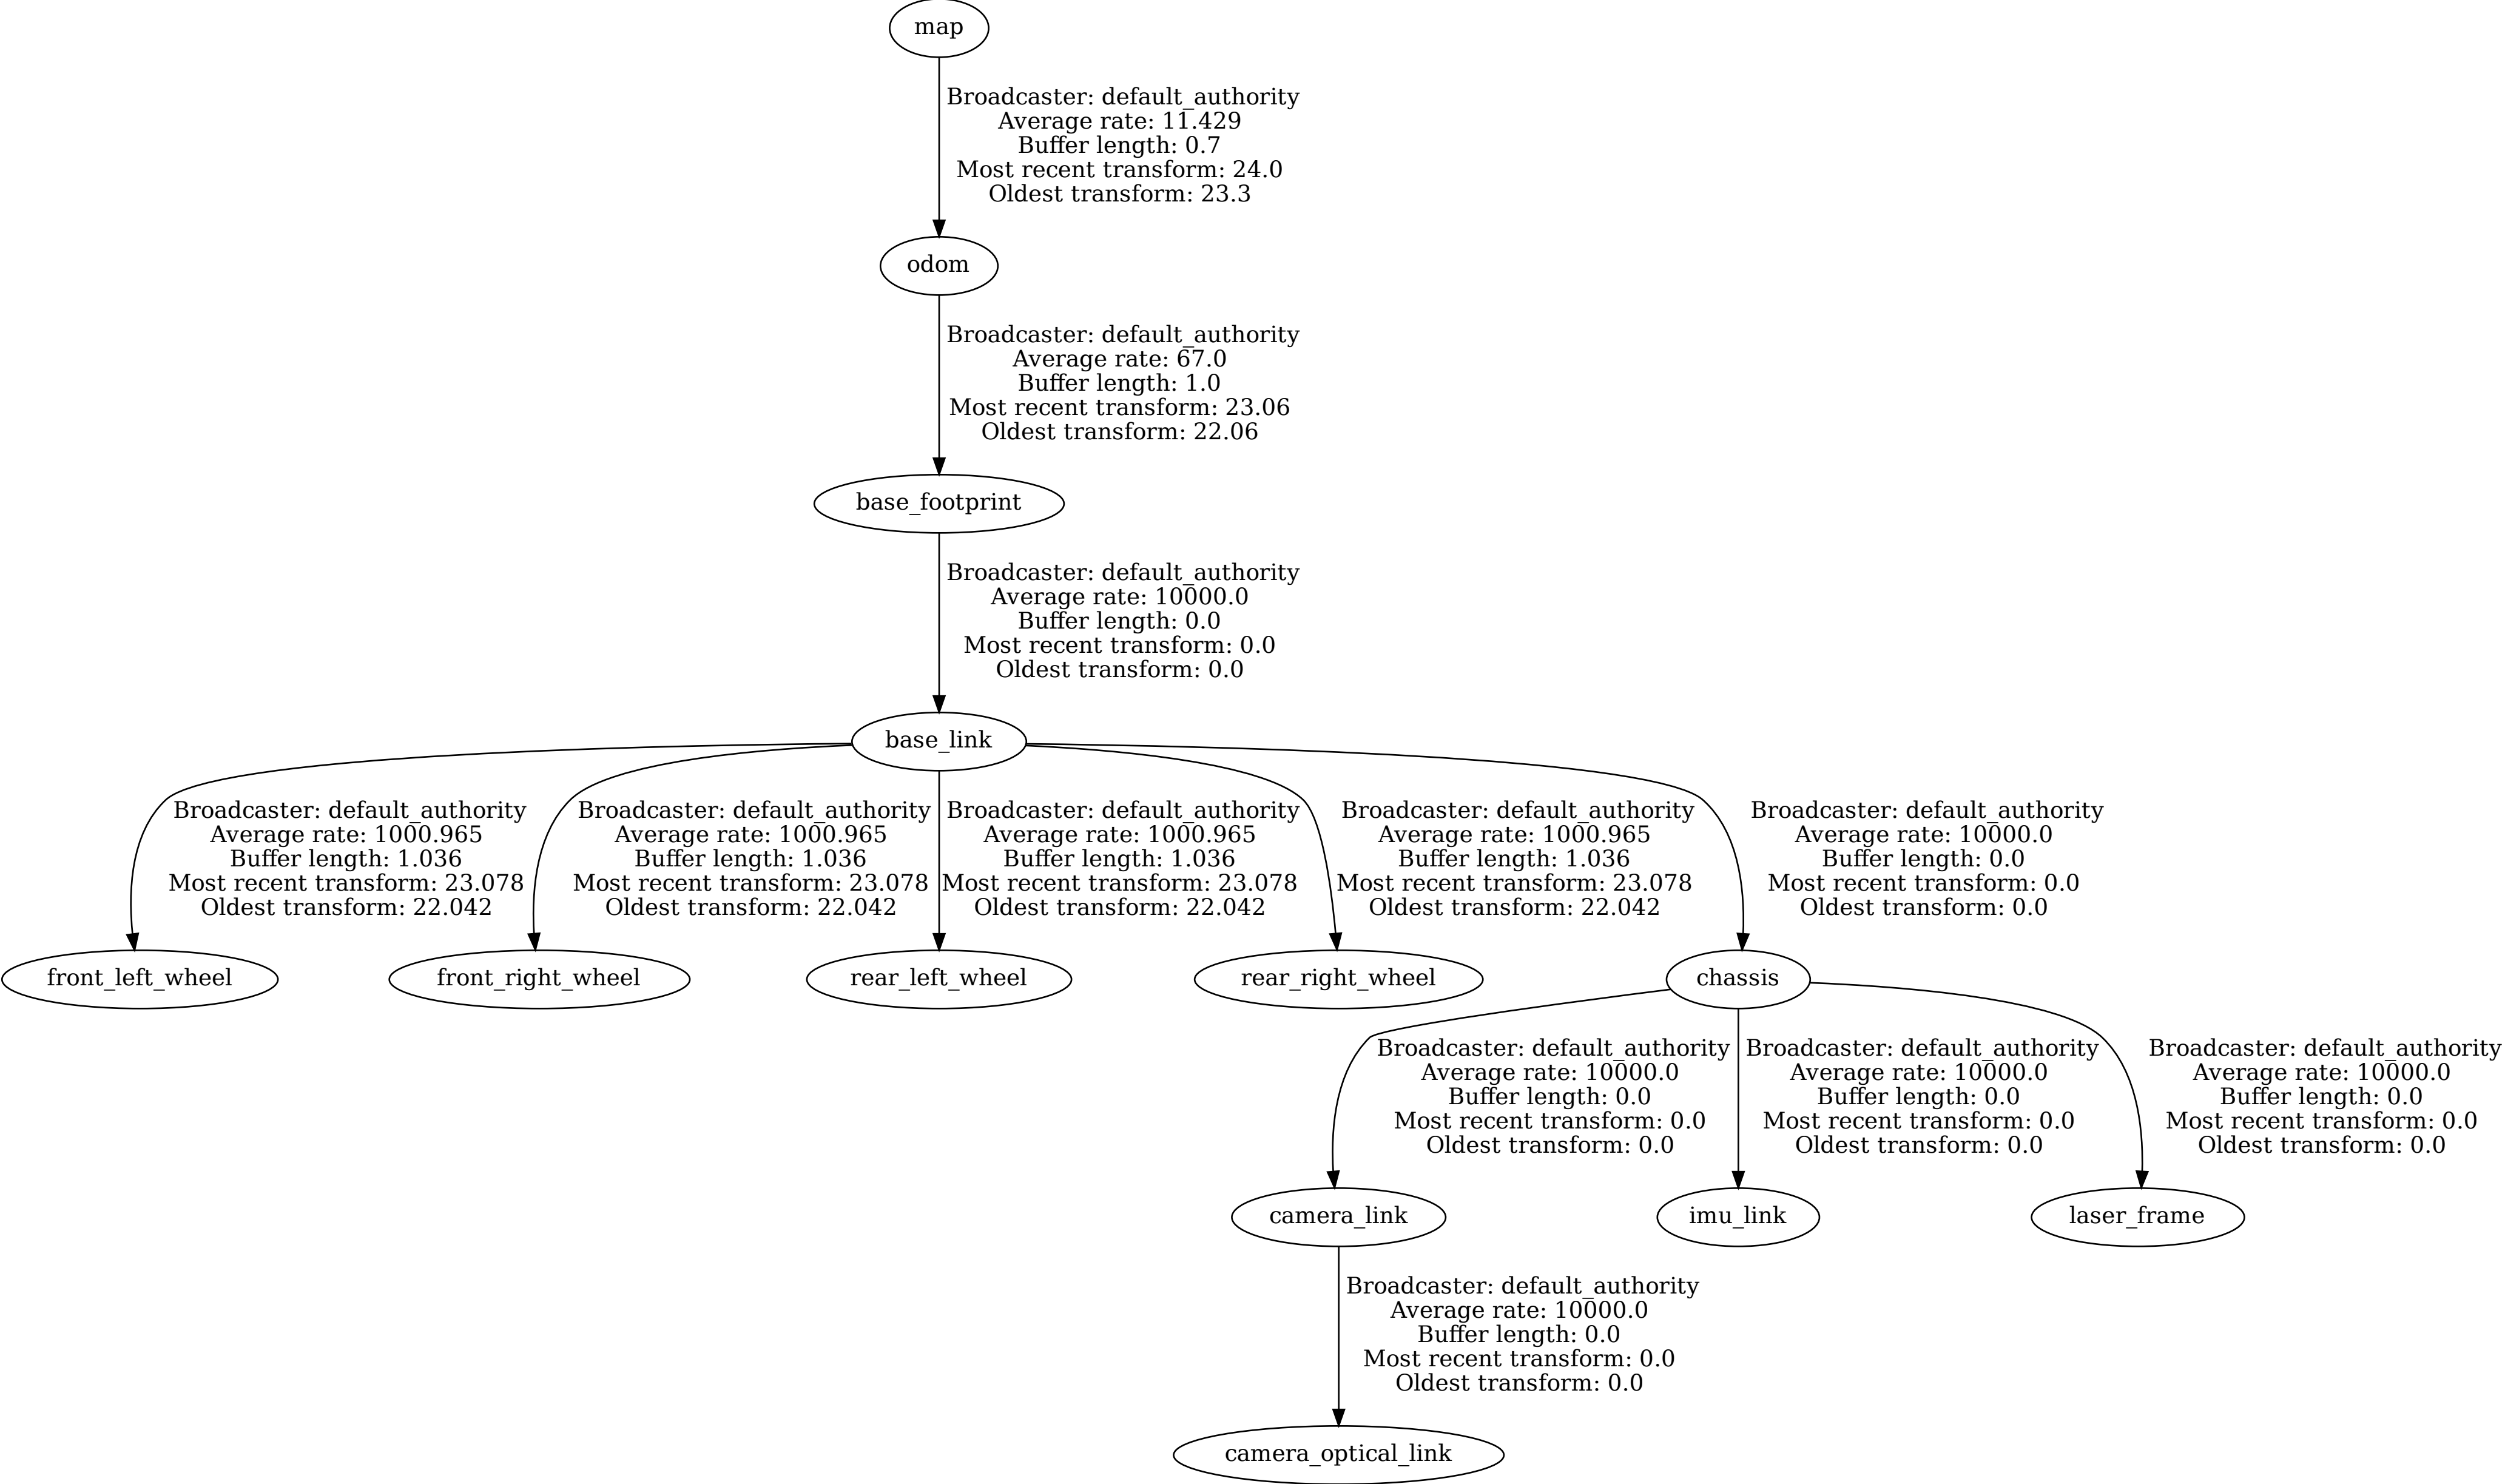 map
Broadcaster: default_authority
Average rate: 11.429
Buffer length: 0.7
Most recent transform: 24.0
Oldest transform: 23.3
odom
Broadcaster: default_authority
Average rate: 67.0
Buffer length: 1.0
Most recent transform: 23.06
Oldest transform: 22.06
base_footprint
Broadcaster: default_authority
Average rate: 10000.0
Buffer length: 0.0
Most recent transform: 0.0
Oldest transform: 0.0
base_link
Broadcaster: default_authority
Average rate: 1000.965
Buffer length: 1.036
Most recent transform: 23.078
Oldest transform: 22.042
Broadcaster: default_authority
Average rate: 1000.965
Buffer length: 1.036
Most recent transform: 23.078
Oldest transform: 22.042
Broadcaster: default_authority
Average rate: 1000.965
Buffer length: 1.036
Most recent transform: 23.078
Oldest transform: 22.042
Broadcaster: default_authority
Average rate: 1000.965
Buffer length: 1.036
Most recent transform: 23.078
Oldest transform: 22.042
Broadcaster: default_authority
Average rate: 10000.0
Buffer length: 0.0
Most recent transform: 0.0
Oldest transform: 0.0
front_left_wheel
front_right_wheel
rear_left_wheel
rear_right_wheel
chassis
Broadcaster: default_authority
Average rate: 10000.0
Buffer length: 0.0
Most recent transform: 0.0
Oldest transform: 0.0
Broadcaster: default_authority
Average rate: 10000.0
Buffer length: 0.0
Most recent transform: 0.0
Oldest transform: 0.0
Broadcaster: default_authority
Average rate: 10000.0
Buffer length: 0.0
Most recent transform: 0.0
Oldest transform: 0.0
camera_link
imu_link
laser_frame
Broadcaster: default_authority
Average rate: 10000.0
Buffer length: 0.0
Most recent transform: 0.0
Oldest transform: 0.0
camera_optical_link